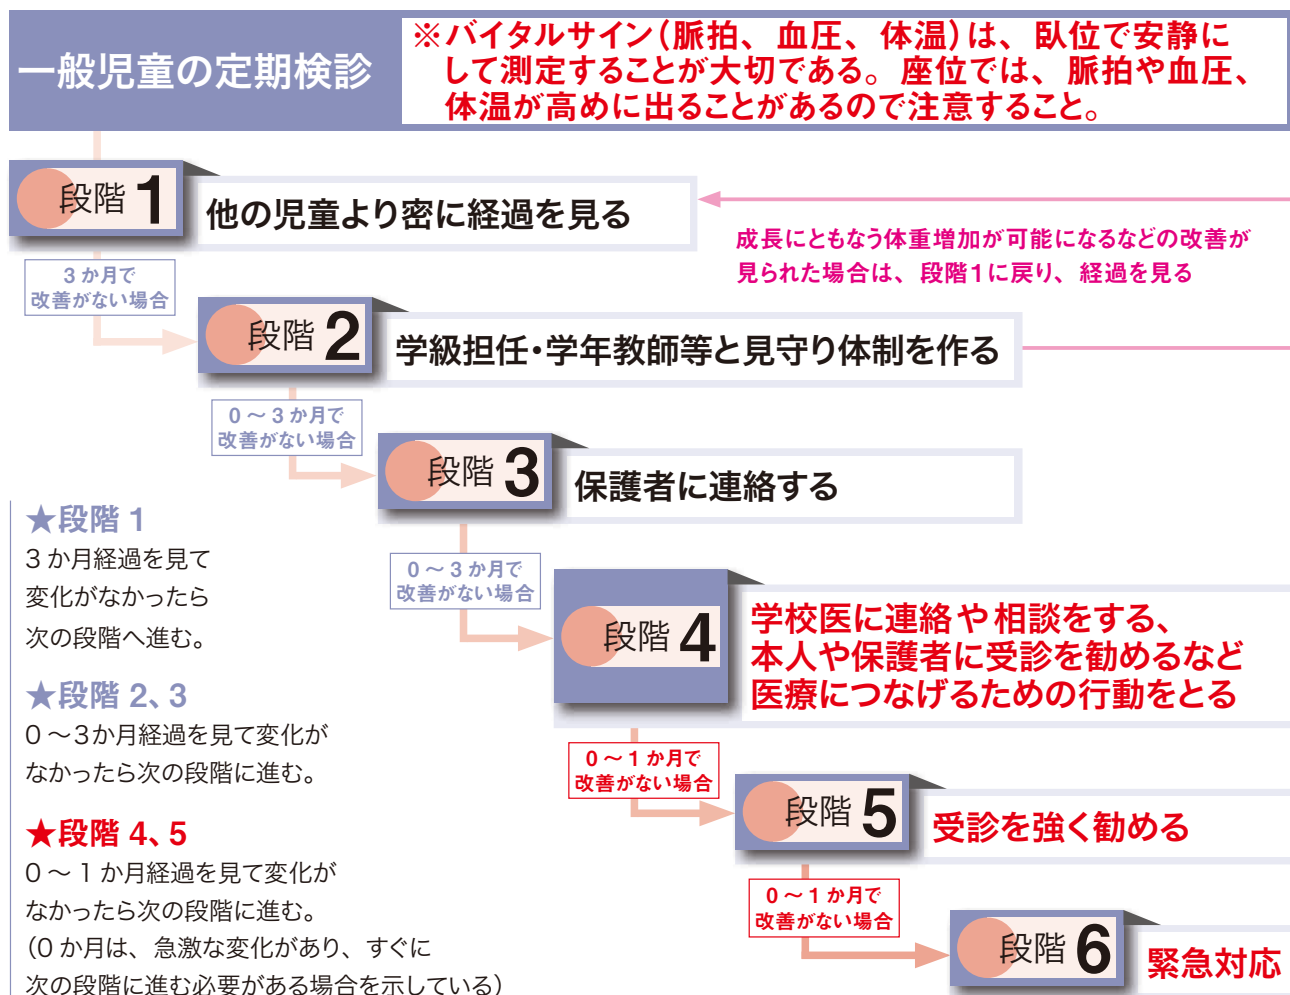 一般児童の定期検診
※バイタルサイン（脈拍、血圧、体温）は、臥位で安静に
して測定することが大切である。座位では、脈拍や血圧、
体温が高めに出ることがあるので注意すること。
段階 1
他の児童より密に経過を見る
成長にともなう体重増加が可能になるなどの改善が
見られた場合は、段階1に戻り、経過を見る
3 か月で
改善がない場合
段階 2
学級担任・学年教師等と見守り体制を作る
0 ～ 3 か月で
改善がない場合
段階 3
保護者に連絡する
0 ～ 3 か月で
改善がない場合
段階 4
学校医に連絡や相談をする、
本人や保護者に受診を勧めるなど
医療につなげるための行動をとる
0 ～ 1 か月で
改善がない場合
段階 5
受診を強く勧める
0 ～ 1 か月で
改善がない場合
段階 6
緊急対応
★段階 1
3 か月経過を見て
変化がなかったら
次の段階へ進む。
★段階 2、3
0 ～3か月経過を見て変化が
なかったら次の段階に進む。
★段階 4、5
0 ～ 1 か月経過を見て変化が
なかったら次の段階に進む。
（0 か月は、急激な変化があり、すぐに
次の段階に進む必要がある場合を示している）